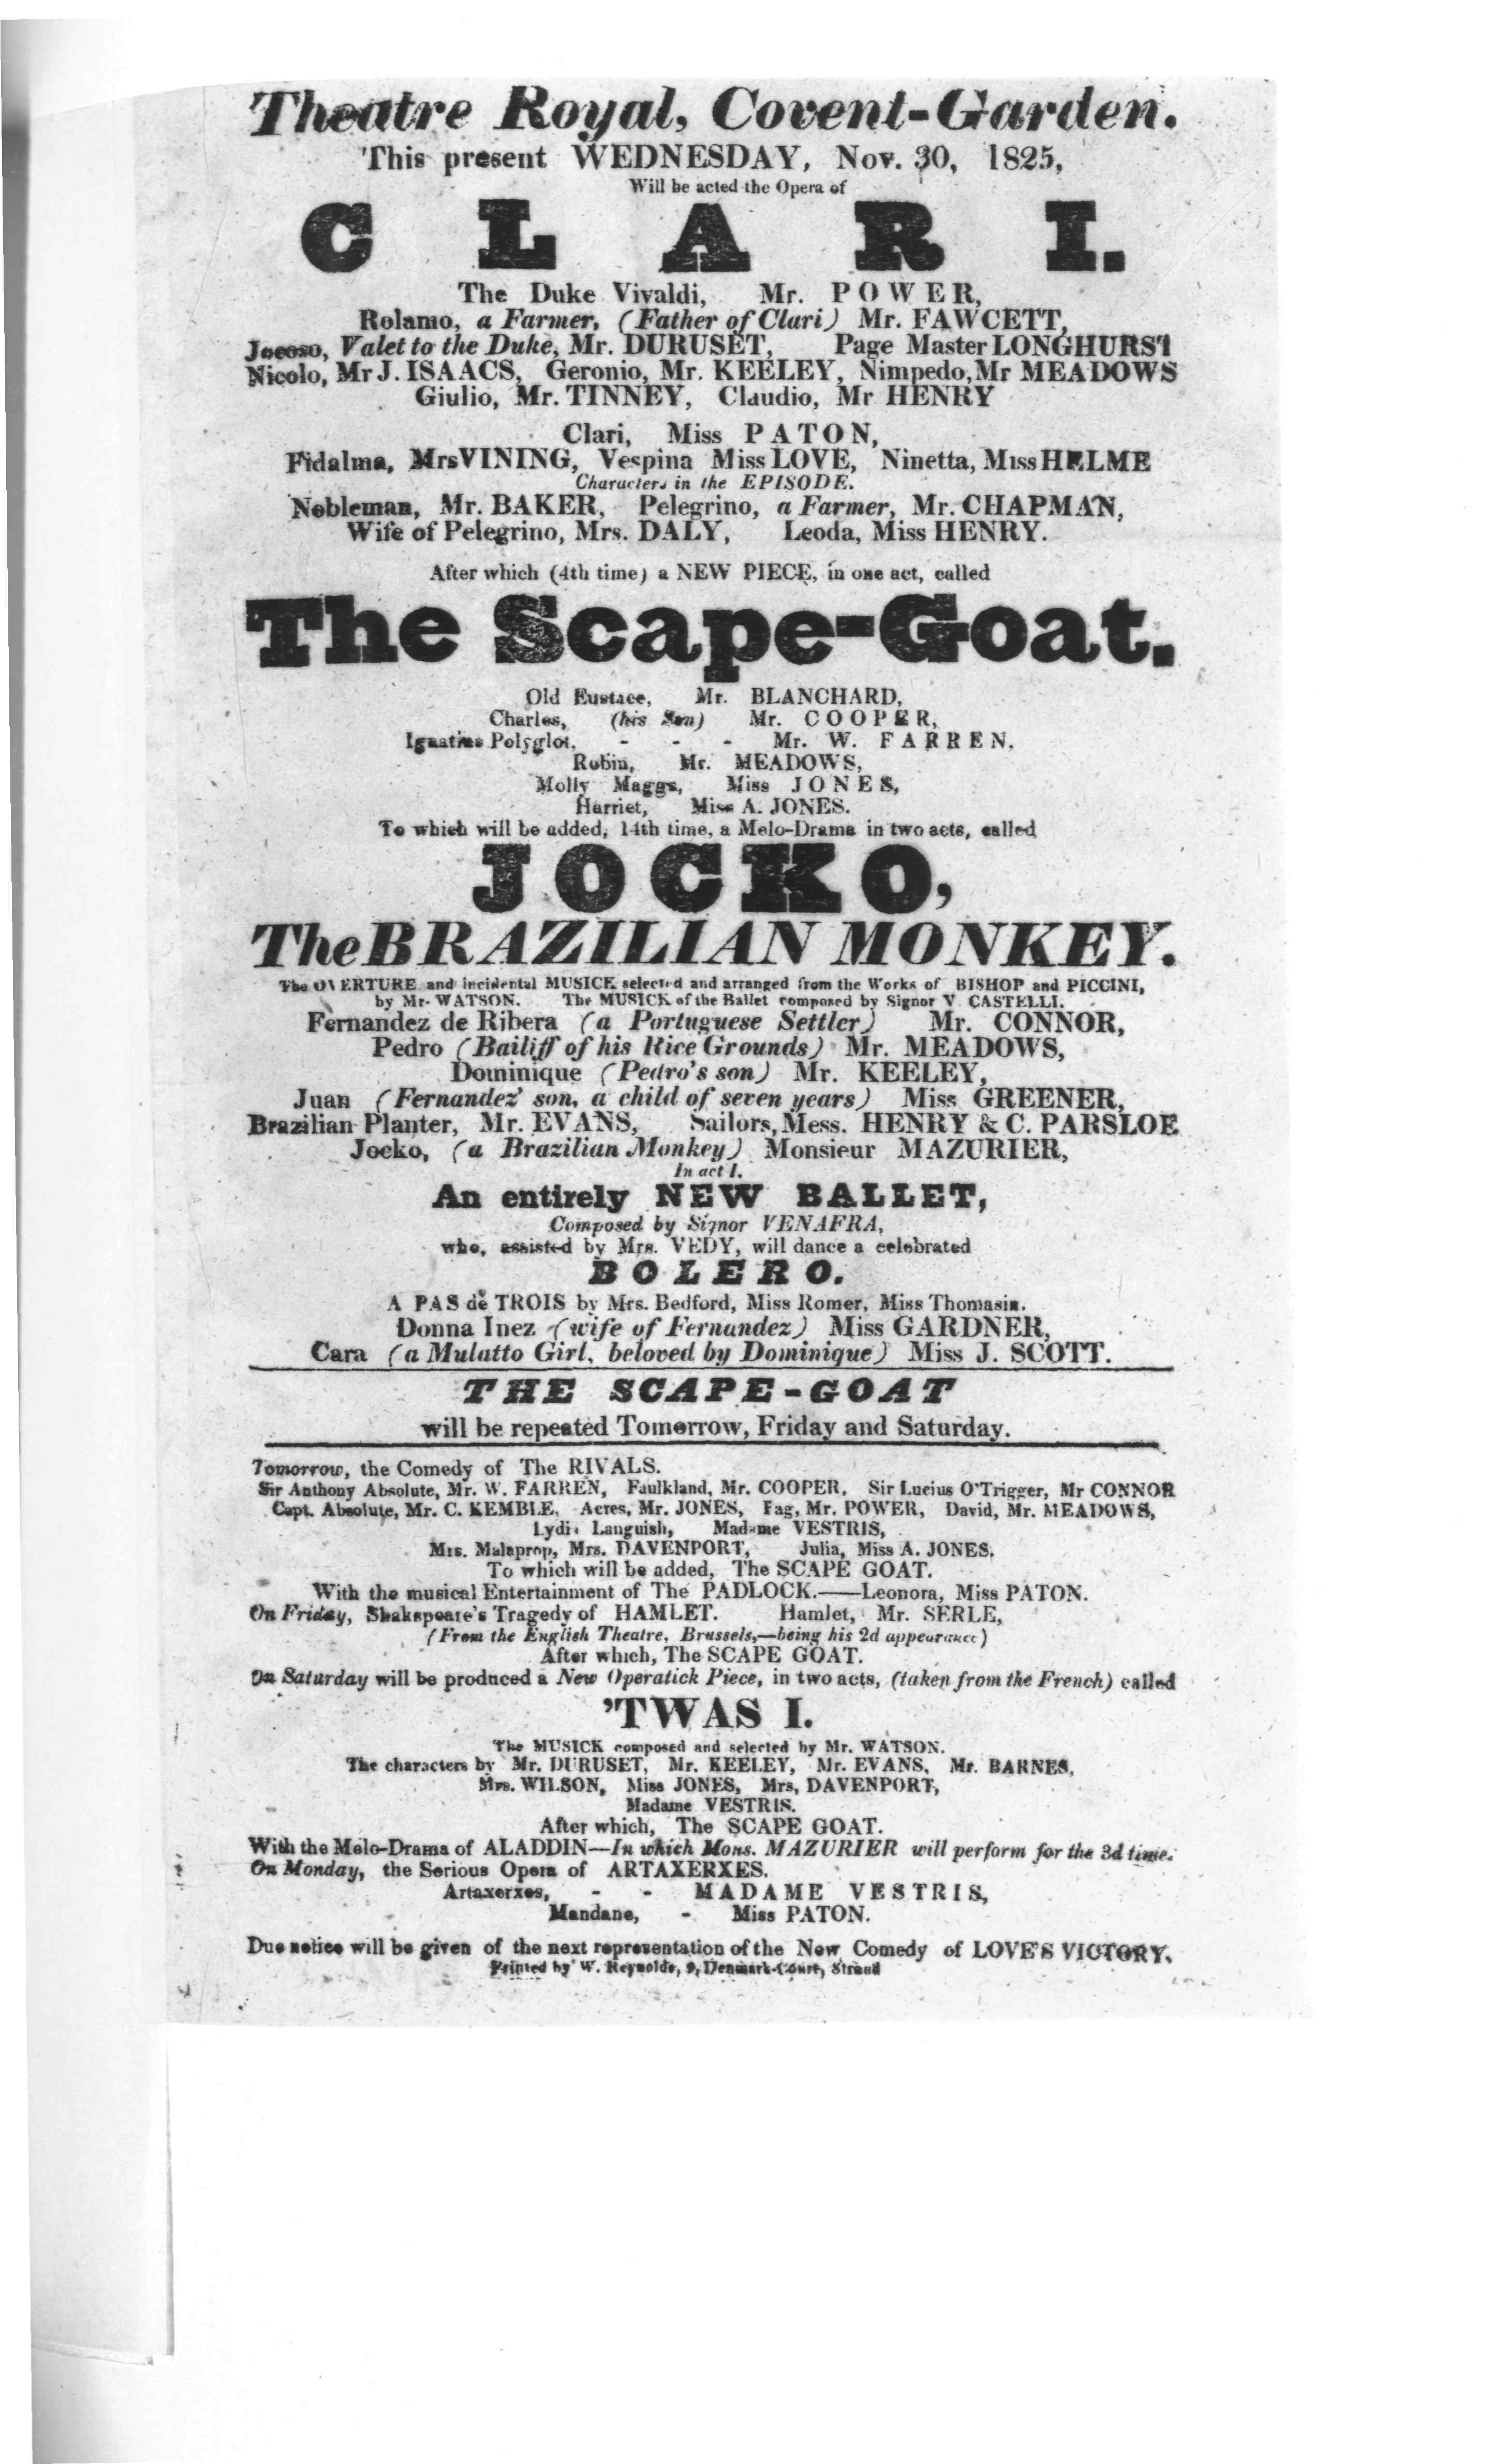 Theatre Royal, Covent-Garden.
This present WEDNESDAY, Nov. 30, 1825,
Will be acted the Opera of
CLARI.
The Duke Vivaldi, Mr. POWER,
Rolamo, a Farmer, (Father of Clari) Mr. FAWCETT,
Jocoso, Valet to the Duke, Mr. DURUSET, Page Master LONGHURST
Nicolo, Mr J. ISAACS, Geronio, Mr. KEELEY, Nimpedo, Mr MEADOWS
Giulio, Mr. TINNEY, Claudio, Mr HENRY
Clari, Miss PATON,
Fidalma, Mrs VINING, Vespina Miss LOVE, Ninetta, Miss HELME
Characters in the EPISODE.
Nobleman, Mr. BAKER, Pelegrino, a Farmer, Mr. CHAPMAN,
Wife of Pelegrino, Mrs. DALY, Leoda, Miss HENRY.
After which (4th time) a NEW PIECE, in one act, called
The Scape-Goat.
Old Eustace, Mr. BLANCHARD,
Charles, (his Son) Mr. COOPER,
Ignatius Polyglot, - - - Mr. W. FARREN,
Robin, Mr. MEADOWS,
Molly Maggs, Miss JONES,
Harriet, Miss A. JONES.
To which will be added, 14th time, a Melo-Drama in two acts, called
JOCKO,
The BRAZILIAN MONKEY.
The OVERTURE and incidental MUSICK selected and arranged from the Works of BISHOP and PICCINI,
by Mr. WATSON. The MUSICK of the Ballet composed by Signor V. CASTELLI.
Fernandez de Ribera (a Portuguese Settler) Mr. CONNOR,
Pedro (Bailiff of his Rice Grounds) Mr. MEADOWS,
Dominique (Pedro's son) Mr. KEELEY,
Juan (Fernandez' son, a child of seven years) Miss GREENER,
Brazilian Planter, Mr. EVANS, Sailors, Mess. HENRY & C. PARSLOE
Jocko, (a Brazilian Monkey) Monsieur MAZURIER,
In act I.
An entirely NEW BALLET,
Composed by Signor VENAFRA,
who, assisted by Mrs. VEDY, will dance a celebrated
BOLERO.
A PAS de TROIS by Mrs. Bedford, Miss Romer, Miss Thomasin.
Donna Inez (wife of Fernandez) Miss GARDNER,
Cara (a Mulatto Girl, beloved by Dominique) Miss J. SCOTT.
THE SCAPE-GOAT
will be repeated Tomorrow, Friday and Saturday.
Tomorrow, the Comedy of The RIVALS.
Sir Anthony Absolute, Mr. W. FARREN, Faulkland, Mr. COOPER, Sir Lucius O'Trigger, Mr CONNOR
Capt. Absolute, Mr. C. KEMBLE, Acres, Mr. JONES, Fag, Mr. POWER, David, Mr. MEADOWS,
Lydia Languish, Madame VESTRIS,
Mrs. Malaprop, Mrs. DAVENPORT, Julia, Miss A. JONES.
To which will be added, The SCAPE GOAT.
With the musical Entertainment of The PADLOCK.——Leonora, Miss PATON.
On Friday, Shakspeare's Tragedy of HAMLET. Hamlet, Mr. SERLE,
(From the English Theatre, Brussels,—being his 2d appearance)
After which, The SCAPE GOAT.
On Saturday will be produced a New Operatick Piece, in two acts, (taken from the French) called
'TWAS I.
The MUSICK composed and selected by Mr. WATSON.
The characters by Mr. DURUSET, Mr. KEELEY, Mr. EVANS, Mr. BARNES,
Mrs. WILSON, Miss JONES, Mrs, DAVENPORT,
Madame VESTRIS.
After which, The SCAPE GOAT.
With the Melo-Drama of ALADDIN—In which Mons. MAZURIER will perform for the 3d time.
On Monday, the Serious Opera of ARTAXERXES.
Artaxerxes, - - MADAME VESTRIS,
Mandane, - Miss PATON.
Due notice will be given of the next representation of the New Comedy of LOVE'S VICTORY.
Printed by W. Reynolds, 9, Denmark-Court, Strand